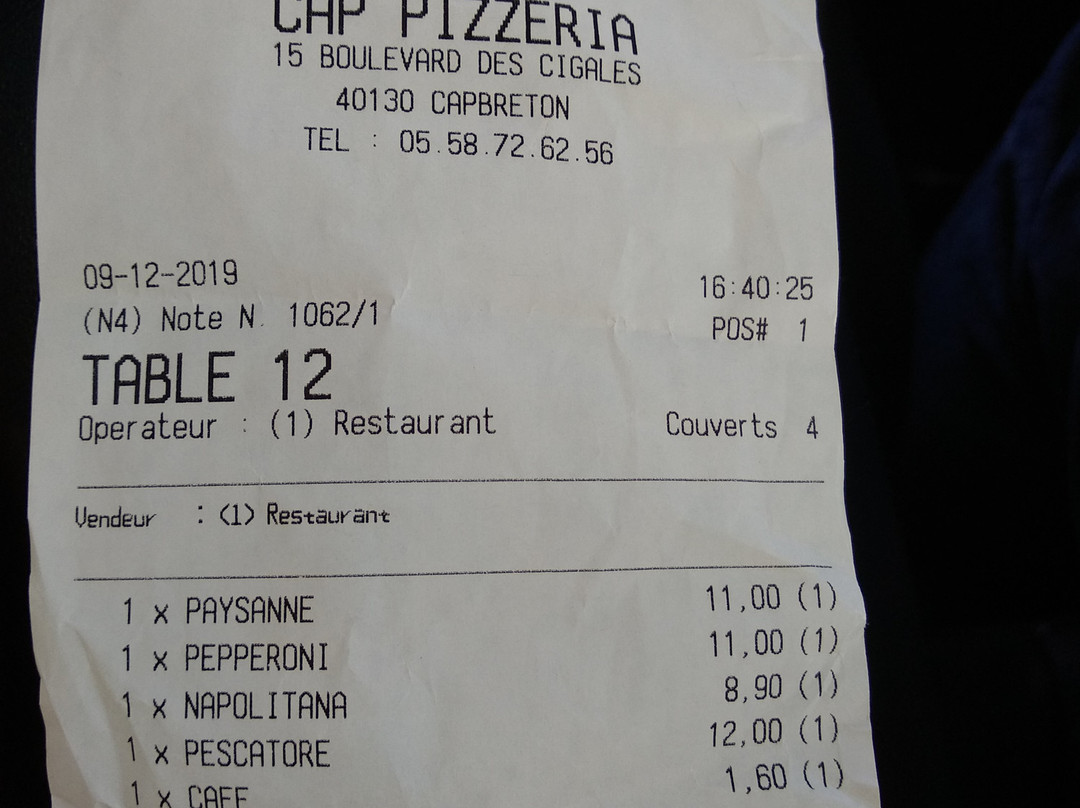 CAP PIZZERIA
15 BOULEVARD DES CIGALES
40130 CAPBRETON
TEL : 05.58.72.62.56
09-12-2019 16:40:25
(N4) Note N. 1062/1 POS# 1
TABLE 12
Operateur : (1) Restaurant Couverts 4
Vendeur : (1) Restaurant
1 x PAYSANNE 11,00 (1)
1 x PEPPERONI 11,00 (1)
1 x NAPOLITANA 8,90 (1)
1 x PESCATORE 12,00 (1)
1 x CAFE 1,60 (1)